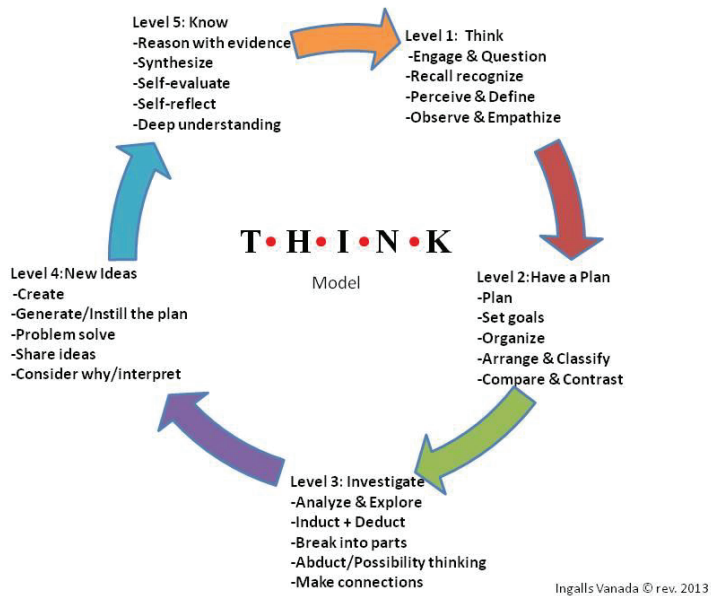 Level 5: Know
-Reason with evidence
-Synthesize
-Self-evaluate
-Self-reflect
-Deep understanding
Level 1:  Think
-Engage & Question
-Recall recognize
-Perceive & Define
-Observe & Empathize
T•H•I•N•K
Model
Level 4:New Ideas
-Create
-Generate/Instill the plan
-Problem solve
-Share ideas
-Consider why/interpret
Level 2:Have a Plan
-Plan
-Set goals
-Organize
-Arrange & Classify
-Compare & Contrast
Level 3: Investigate
-Analyze & Explore
-Induct + Deduct
-Break into parts
-Abduct/Possibility thinking
-Make connections
Ingalls Vanada © rev. 2013